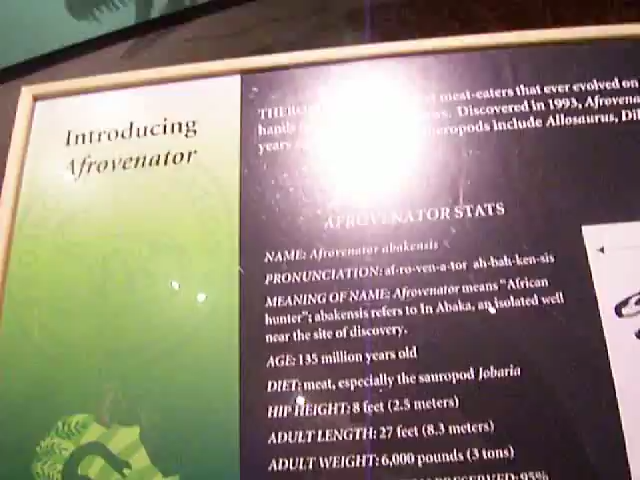 Introducing
Afrovenator
meat-eaters that ever evolved on
Discovered in 1993,
hands include Allosaurus,
years
AFROVENATOR STATS
NAME: Afrovenator abakensis
PRONUNCIATION: af-ro-ven-a-tor ah-bah-ken-sis
MEANING OF NAME: Afrovenator means "African
hunter"; abakensis refers to In Abaka, an isolated well
near the site of discovery.
AGE: 135 million years old
DIET: meat, especially the sauropod Jobaria
HIP HEIGHT: 8 feet (2.5 meters)
ADULT LENGTH: 27 feet (8.3 meters)
ADULT WEIGHT: 6,000 pounds (3 tons)
PRESERVED: 95%